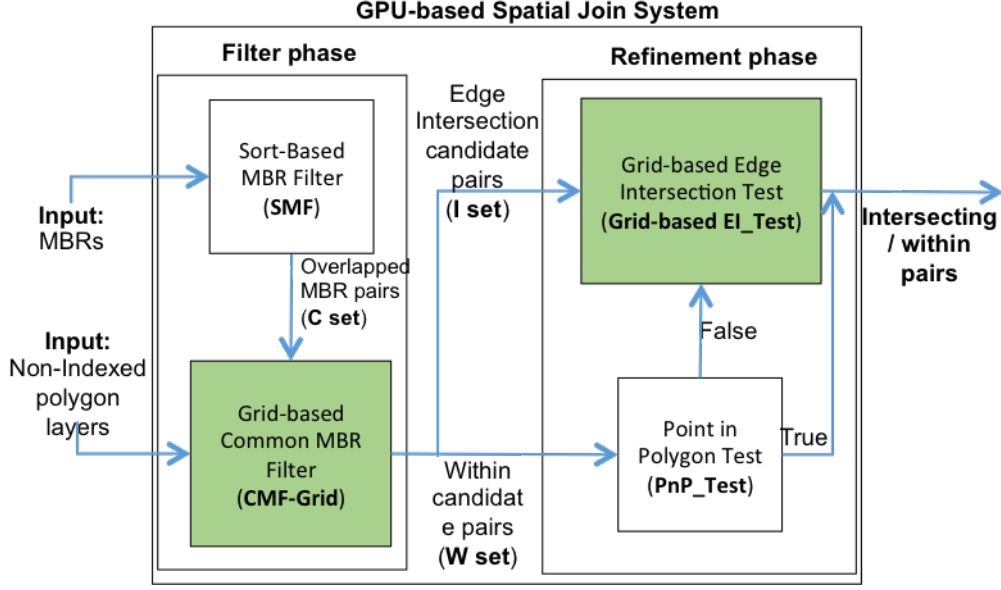 GPU-based Spatial Join System
Filter phase
Refinement phase
Sort-Based
MBR Filter
(SMF)
Input:
MBRs
Overlapped
MBR pairs
(C set)
Input:
Non-Indexed
polygon
layers
Grid-based
Common MBR
Filter
(CMF-Grid)
Edge
Intersection
candidate
pairs
(I set)
Within
candidat
e pairs
(W set)
Grid-based Edge
Intersection Test
(Grid-based EI_Test)
False
Point in
Polygon Test
(PnP_Test)
True
Intersecting
/ within
pairs